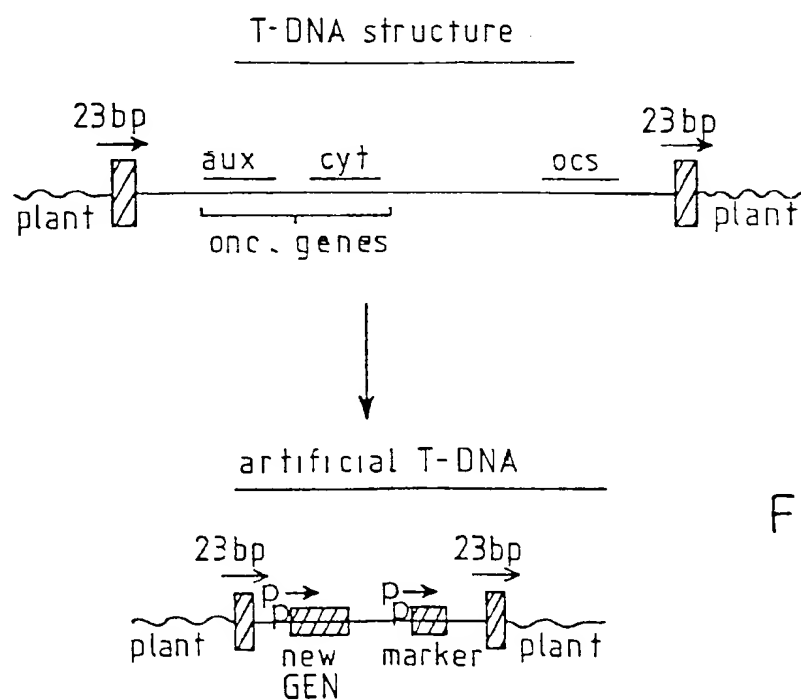 T-DNA structure
23bp 23bp
aux cyt ocs
plant plant
onc. genes
artificial T-DNA
F
23bp 23bp
P P
p p
plant new marker plant
GEN